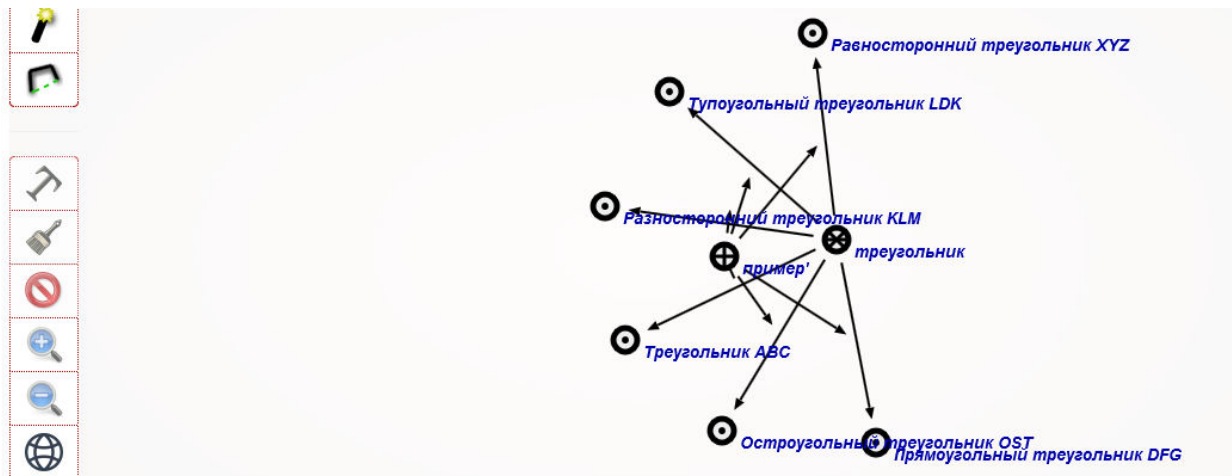 Равносторонний треугольник XYZ
Тупоугольный треугольник LDK
Разносторонний треугольник KLM
треугольник
пример'
Треугольник ABC
Остроугольный треугольник OST
прямоугольный треугольник DFG